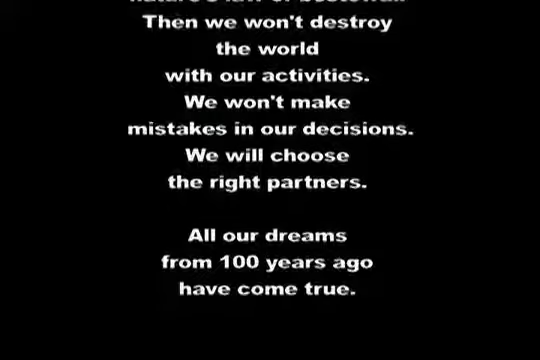 Then we won't destroy
the world
with our activities.
We won't make
mistakes in our decisions.
We will choose
the right partners.
All our dreams
from 100 years ago
have come true.